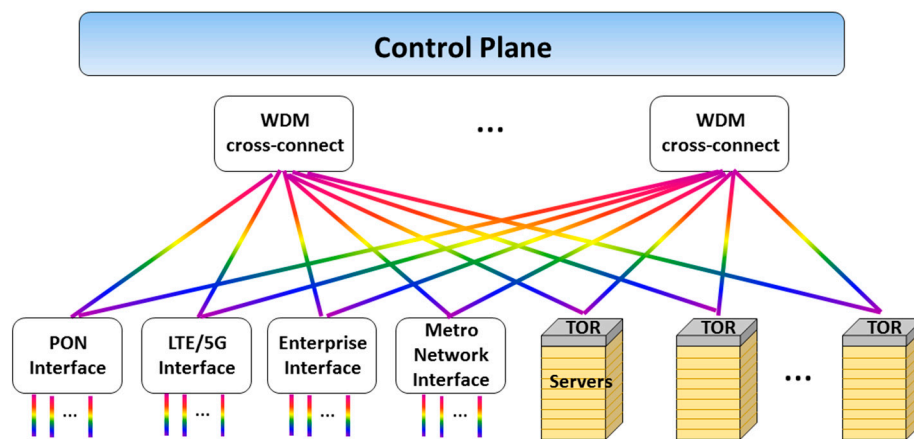 Control Plane
WDM
cross-connect
...
WDM
cross-connect
PON
Interface
LTE/5G
Interface
Enterprise
Interface
Metro
Network
Interface
TOR
Servers
TOR
...
TOR
...
...
...
...